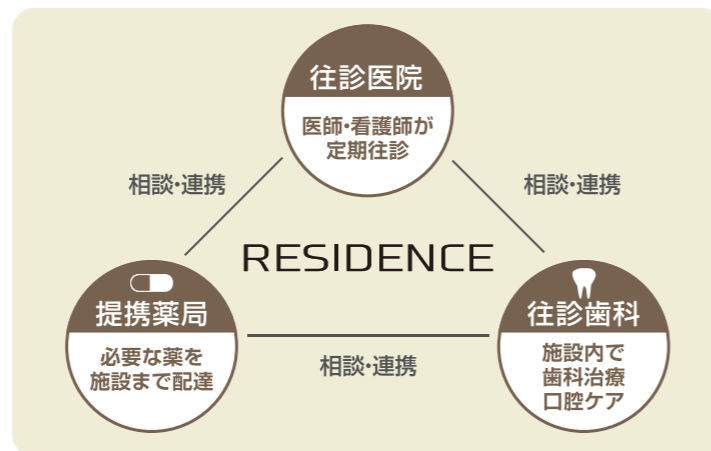 往診医院
医師・看護師が
定期往診
相談・連携
相談・連携
RESIDENCE
提携薬局
必要な薬を
施設まで配達
相談・連携
往診歯科
施設内で
歯科治療
口腔ケア